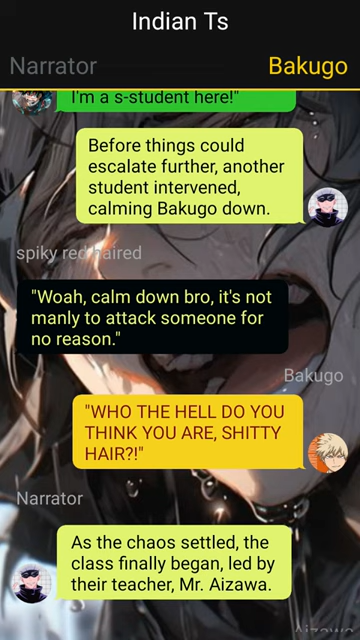 Indian Ts
Narrator
Bakugo
I'm a s-student here!"
Before things could
escalate further, another
student intervened,
calming Bakugo down.
spiky red haired
"Woah, calm down bro, it's not
manly to attack someone for
no reason."
Bakugo
"WHO THE HELL DO YOU
THINK YOU ARE, SHITTY
HAIR?!"
Narrator
As the chaos settled, the
class finally began, led by
their teacher, Mr. Aizawa.
Aizawa